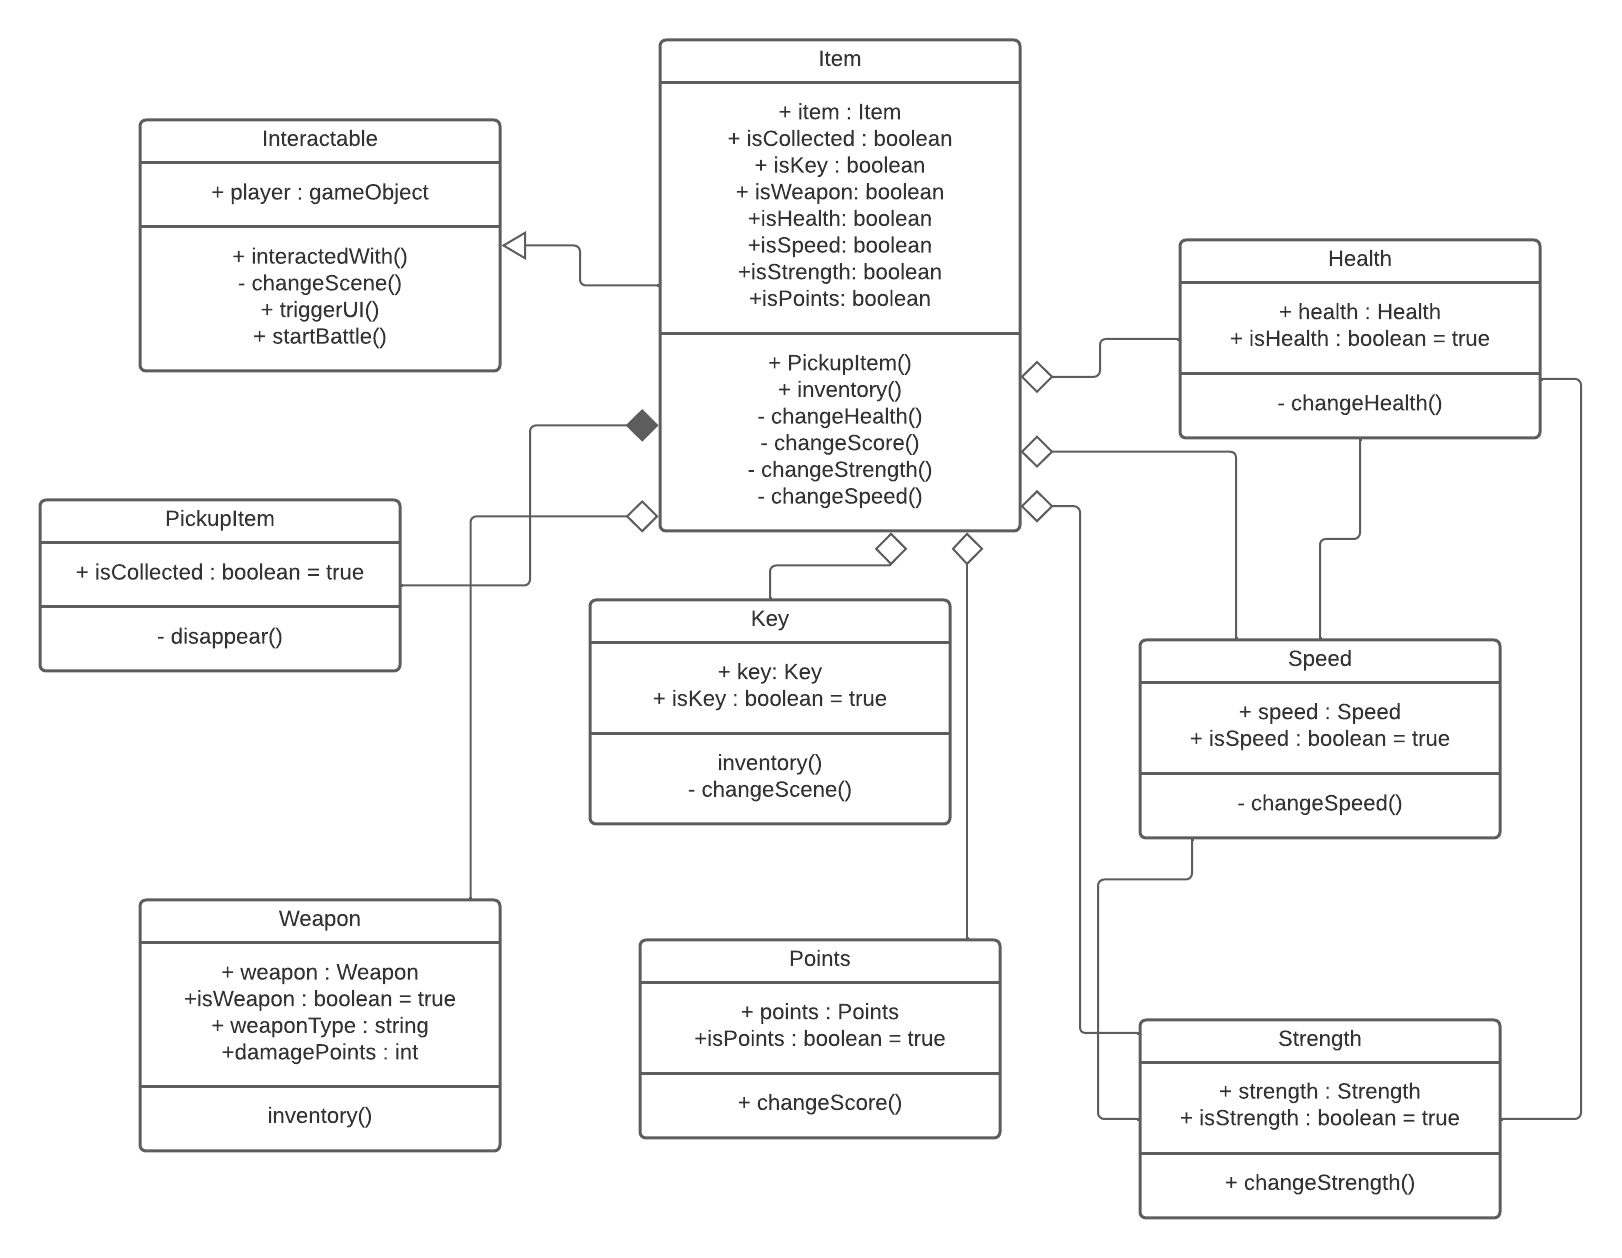 Item
+ item : Item
+ isCollected : boolean
+ isKey : boolean
+ isWeapon: boolean
+isHealth: boolean
+isSpeed: boolean
+isStrength: boolean
+isPoints: boolean
+ PickupItem()
+ inventory()
- changeHealth()
- changeScore()
- changeStrength()
- changeSpeed()
Interactable
+ player : gameObject
+ interactedWith()
- changeScene()
+ triggerUI()
+ startBattle()
Health
+ health : Health
+ isHealth : boolean = true
- changeHealth()
PickupItem
+ isCollected : boolean = true
- disappear()
Key
+ key: Key
+ isKey : boolean = true
inventory()
- changeScene()
Speed
+ speed : Speed
+ isSpeed : boolean = true
- changeSpeed()
Weapon
+ weapon : Weapon
+isWeapon : boolean = true
+ weaponType : string
+damagePoints : int
inventory()
Points
+ points : Points
+isPoints : boolean = true
+ changeScore()
Strength
+ strength : Strength
+ isStrength : boolean = true
+ changeStrength()